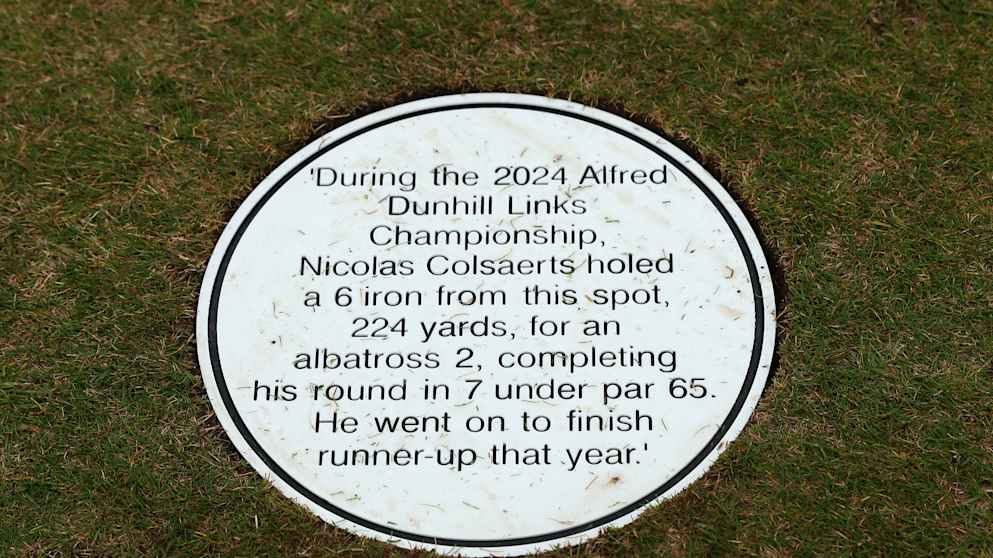 'During the 2024 Alfred
Dunhill Links
Championship,
Nicolas Colsaerts holed
a 6 iron from this spot,
224 yards, for an
albatross 2, completing
his round in 7 under par 65.
He went on to finish
runner-up that year.'